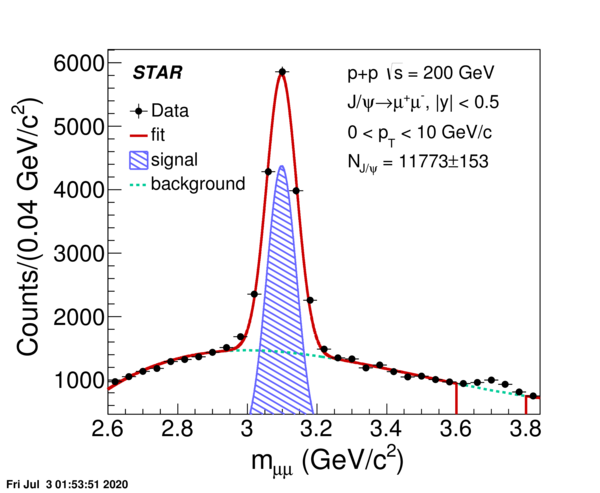 6000
5000
4000
3000
2000
1000
Counts/(0.04 GeV/c²)
STAR
Data
fit
signal
background
p+p √s = 200 GeV
J/ψ→μ⁺μ⁻, |y| < 0.5
0 < p_T < 10 GeV/c
N_J/ψ = 11773±153
2.6 2.8 3 3.2 3.4 3.6 3.8
m_μμ (GeV/c²)
Fri Jul 3 01:53:51 2020